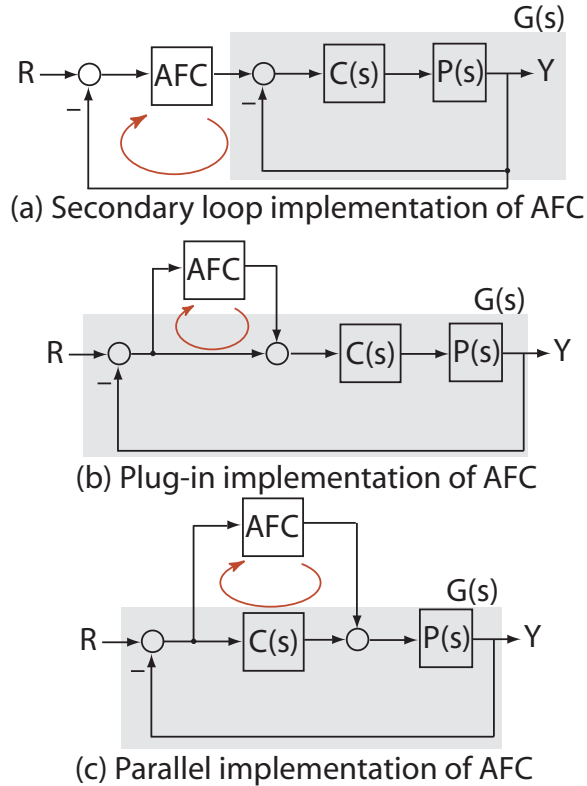 G(s)
R AFC C(s) P(s) Y
–
(a) Secondary loop implementation of AFC
AFC
G(s)
R C(s) P(s) Y
–
(b) Plug-in implementation of AFC
AFC
G(s)
R C(s) P(s) Y
–
(c) Parallel implementation of AFC